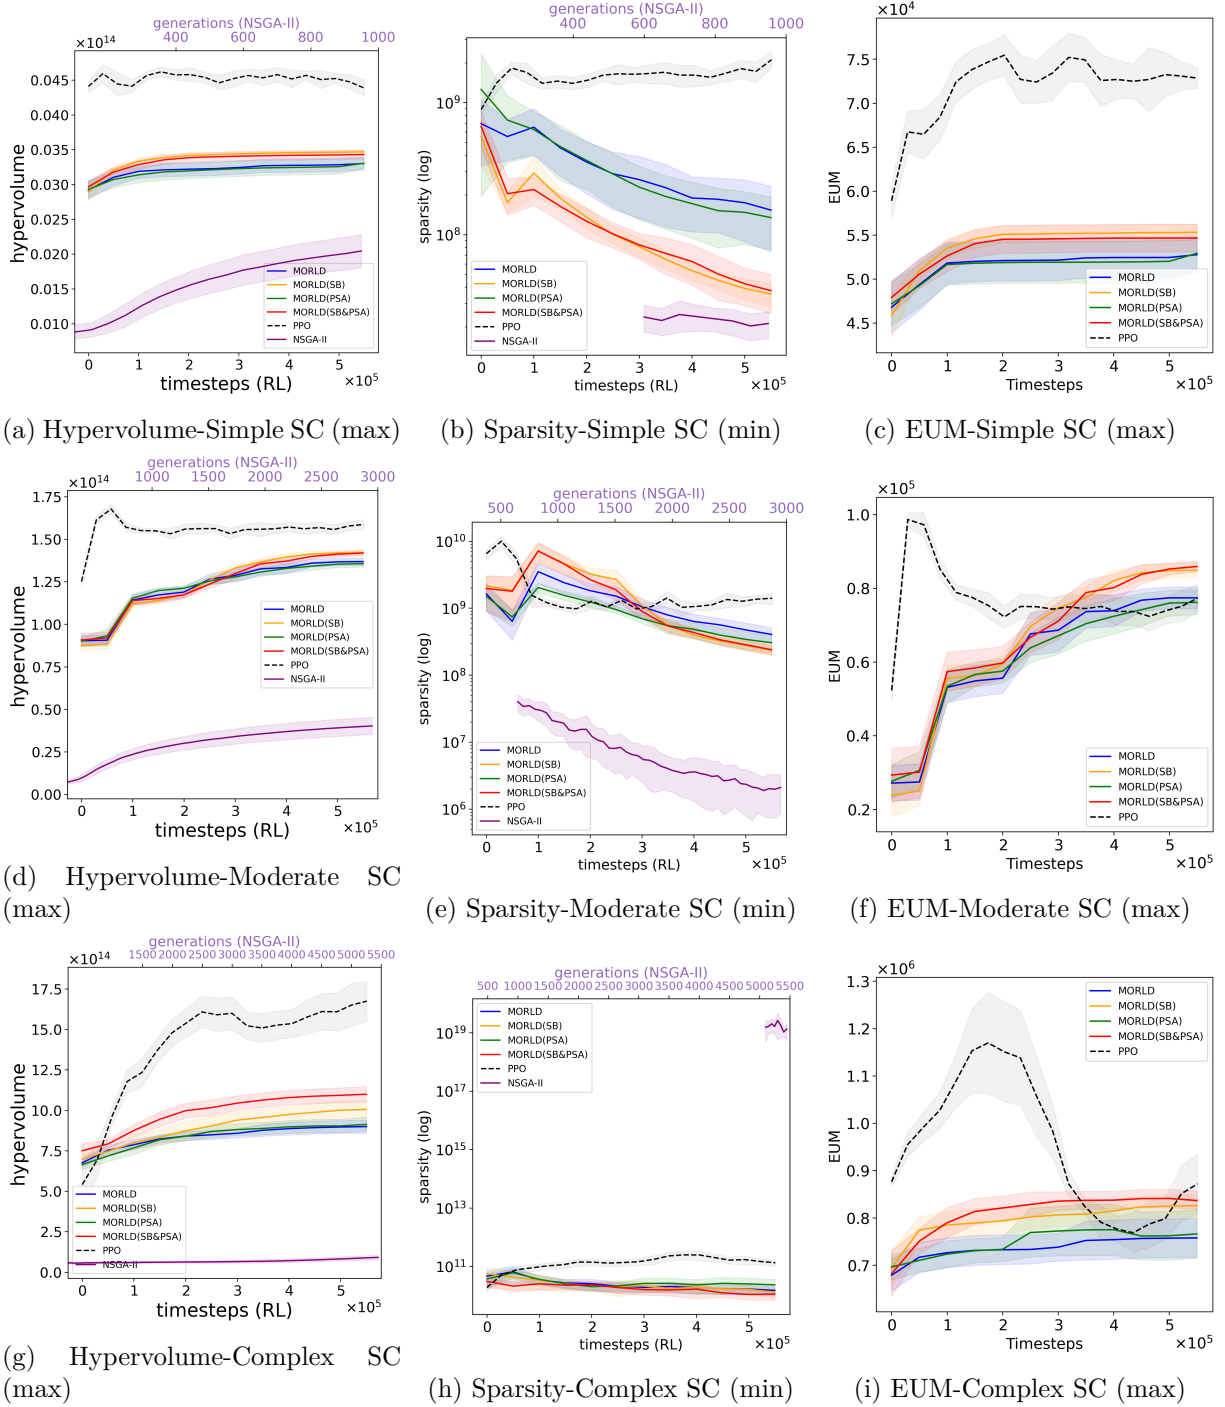 generations (NSGA-II)
×10^14 400 600 800 1000
0.045
0.040
0.035
0.030
0.025
0.020
0.015
0.010
hypervolume
MORLD
MORLD(SB)
MORLD(PSA)
MORLD(SB&PSA)
PPO
NSGA-II
0 1 2 3 4 5
×10^5
timesteps (RL)
(a) Hypervolume-Simple SC (max)
generations (NSGA-II)
400 600 800 1000
10^9
10^8
sparsity (log)
MORLD
MORLD(SB)
MORLD(PSA)
MORLD(SB&PSA)
PPO
NSGA-II
0 1 2 3 4 5
×10^5
timesteps (RL)
(b) Sparsity-Simple SC (min)
×10^4
7.5
7.0
6.5
6.0
5.5
5.0
4.5
EUM
MORLD
MORLD(SB)
MORLD(PSA)
MORLD(SB&PSA)
PPO
0 1 2 3 4 5
×10^5
Timesteps
(c) EUM-Simple SC (max)
generations (NSGA-II)
×10^14 1000 1500 2000 2500 3000
1.75
1.50
1.25
1.00
0.75
0.50
0.25
0.00
hypervolume
MORLD
MORLD(SB)
MORLD(PSA)
MORLD(SB&PSA)
PPO
NSGA-II
0 1 2 3 4 5
×10^5
timesteps (RL)
(d) Hypervolume-Moderate SC
(max)
generations (NSGA-II)
500 1000 1500 2000 2500 3000
10^10
10^9
10^8
10^7
10^6
sparsity (log)
MORLD
MORLD(SB)
MORLD(PSA)
MORLD(SB&PSA)
PPO
NSGA-II
0 1 2 3 4 5
×10^5
timesteps (RL)
(e) Sparsity-Moderate SC (min)
×10^5
1.0
0.8
0.6
0.4
0.2
EUM
MORLD
MORLD(SB)
MORLD(PSA)
MORLD(SB&PSA)
PPO
0 1 2 3 4 5
×10^5
Timesteps
(f) EUM-Moderate SC (max)
generations (NSGA-II)
×10^14 1500 2000 2500 3000 3500 4000 4500 5000 5500
17.5
15.0
12.5
10.0
7.5
5.0
2.5
0.0
hypervolume
MORLD
MORLD(SB)
MORLD(PSA)
MORLD(SB&PSA)
PPO
NSGA-II
0 1 2 3 4 5
×10^5
timesteps (RL)
(g) Hypervolume-Complex SC
(max)
generations (NSGA-II)
500 1000 1500 2000 2500 3000 3500 4000 4500 5000 5500
10^19
10^17
10^15
10^13
10^11
sparsity (log)
MORLD
MORLD(SB)
MORLD(PSA)
MORLD(SB&PSA)
PPO
NSGA-II
0 1 2 3 4 5
×10^5
timesteps (RL)
(h) Sparsity-Complex SC (min)
×10^6
1.3
1.2
1.1
1.0
0.9
0.8
0.7
EUM
MORLD
MORLD(SB)
MORLD(PSA)
MORLD(SB&PSA)
PPO
0 1 2 3 4 5
×10^5
Timesteps
(i) EUM-Complex SC (max)